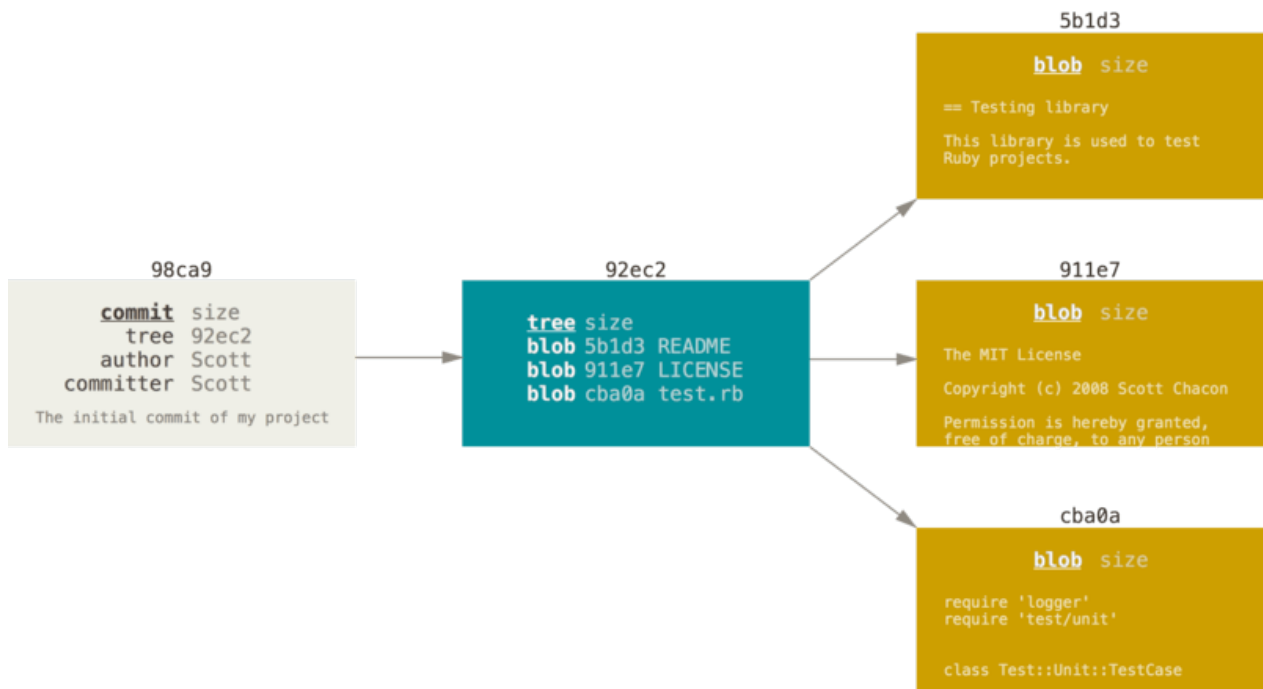 98ca9
commit size
tree 92ec2
author Scott
committer Scott
The initial commit of my project
92ec2
tree size
blob 5b1d3 README
blob 911e7 LICENSE
blob cba0a test.rb
5b1d3
blob size
== Testing library
This library is used to test
Ruby projects.
911e7
blob size
The MIT License
Copyright (c) 2008 Scott Chacon
Permission is hereby granted,
free of charge, to any person
cba0a
blob size
require 'logger'
require 'test/unit'
class Test::Unit::TestCase